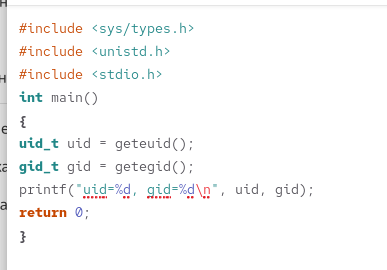 #include <sys/types.h>
#include <unistd.h>
#include <stdio.h>
int main()
{
uid_t uid = geteuid();
gid_t gid = getegid();
printf("uid=%d, gid=%d\n", uid, gid);
return 0;
}